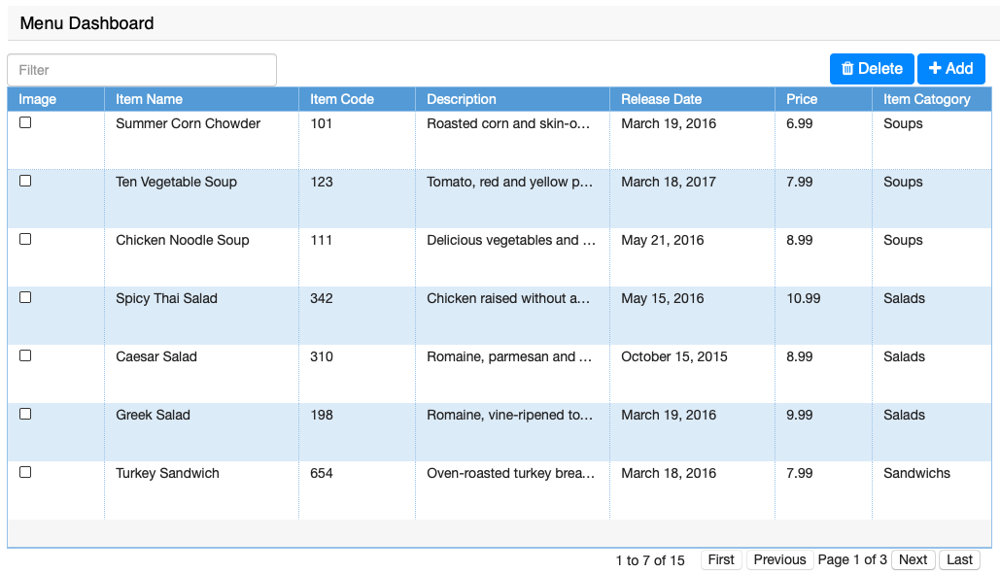 Menu Dashboard
Filter
Delete Add
Image Item Name Item Code Description Release Date Price Item Catogory
Summer Corn Chowder 101 Roasted corn and skin-o... March 19, 2016 6.99 Soups
Ten Vegetable Soup 123 Tomato, red and yellow p... March 18, 2017 7.99 Soups
Chicken Noodle Soup 111 Delicious vegetables and ... May 21, 2016 8.99 Soups
Spicy Thai Salad 342 Chicken raised without a... May 15, 2016 10.99 Salads
Caesar Salad 310 Romaine, parmesan and ... October 15, 2015 8.99 Salads
Greek Salad 198 Romaine, vine-ripened to... March 19, 2016 9.99 Salads
Turkey Sandwich 654 Oven-roasted turkey brea... March 18, 2016 7.99 Sandwichs
1 to 7 of 15 First Previous Page 1 of 3 Next Last